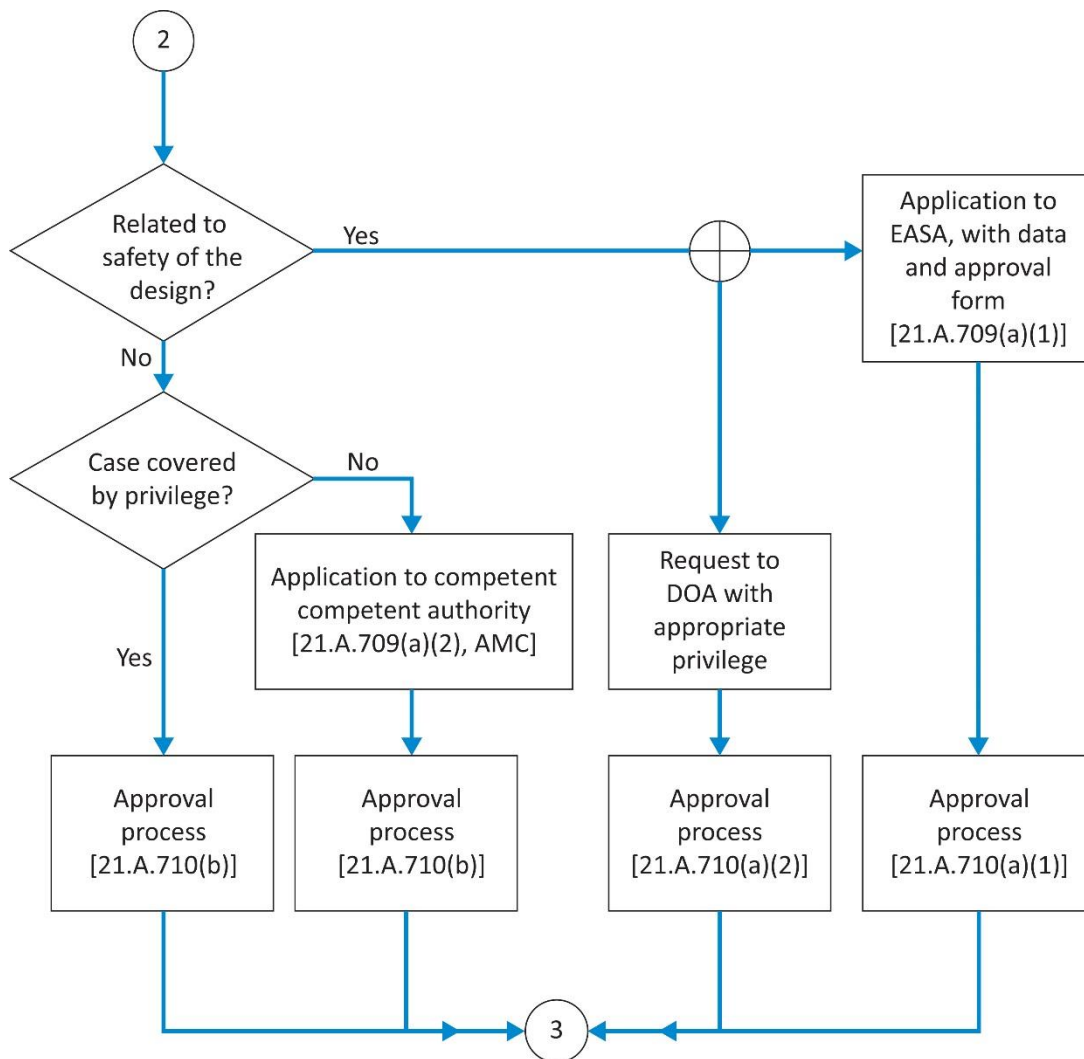 2
Related to
safety of the
design?
Yes
Application to
EASA, with data
and approval
form
[21.A.709(a)(1)]
No
Case covered
by privilege?
No
Application to competent
competent authority
[21.A.709(a)(2), AMC]
Request to
DOA with
appropriate
privilege
Yes
Approval
process
[21.A.710(b)]
Approval
process
[21.A.710(b)]
Approval
process
[21.A.710(a)(2)]
Approval
process
[21.A.710(a)(1)]
3